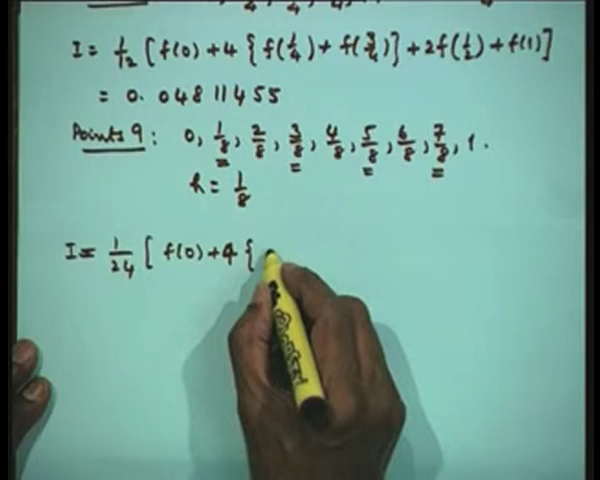 I = 1/12 [ f(0) + 4 { f(1/4) + f(3/4) } + 2f(1/2) + f(1) ]
= 0.04811455
Points 9 : 0, 1/8, 2/8, 3/8, 4/8, 5/8, 6/8, 7/8, 1.
h = 1/8
I = 1/24 [ f(0) + 4 {